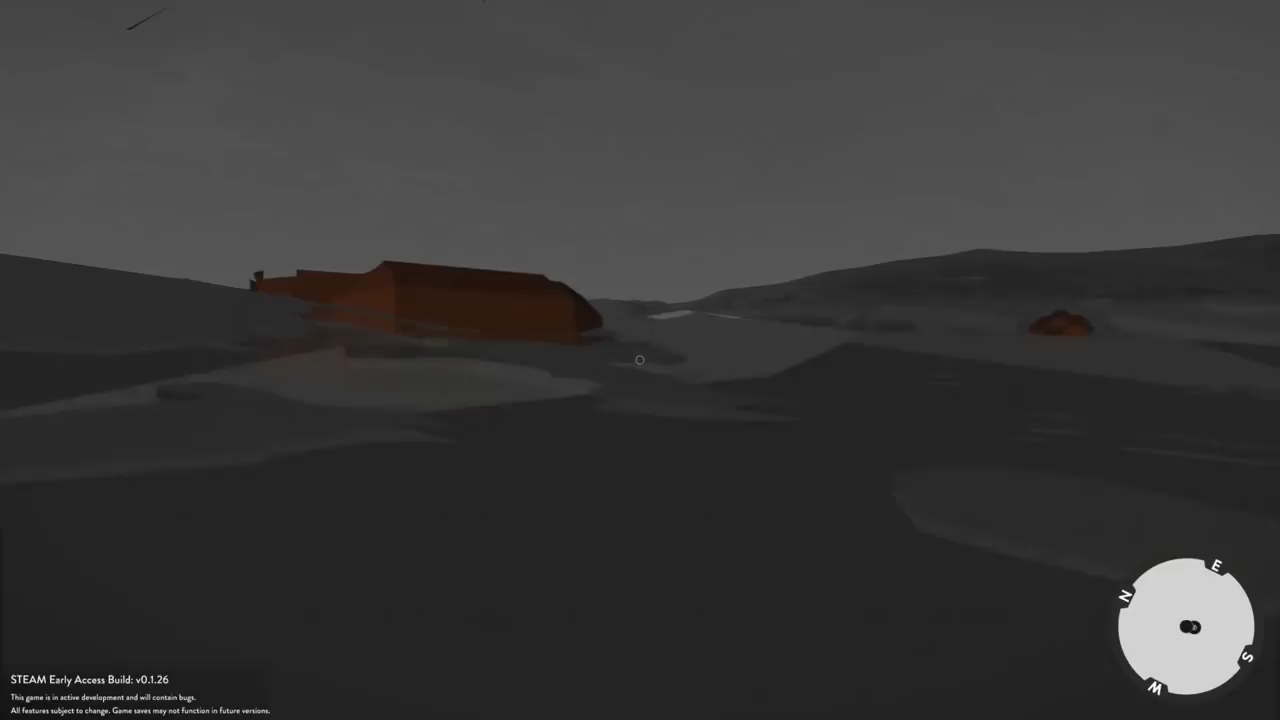 E
N
S
W
STEAM Early Access Build: v0.1.26
This game is in active development and will contain bugs.
All features subject to change. Game saves may not function in future versions.